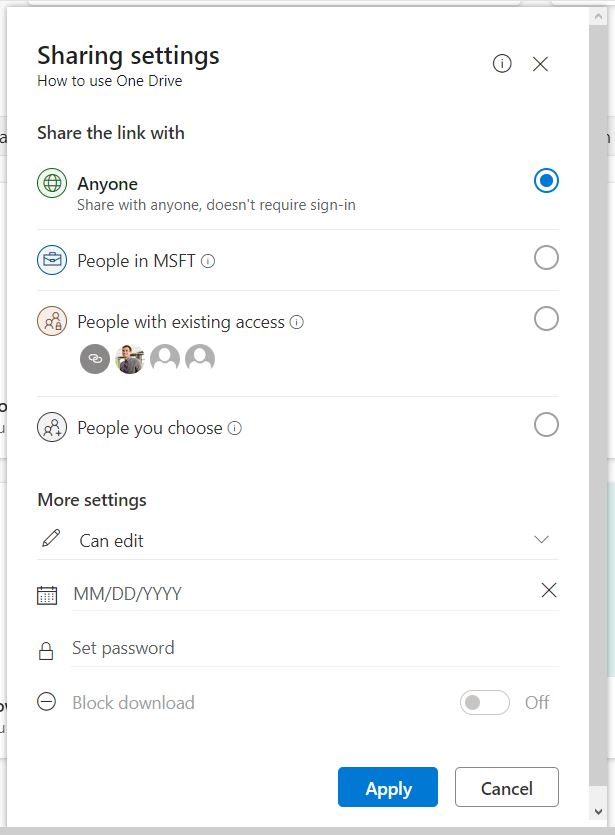 Sharing settings
How to use One Drive
Share the link with
Anyone
Share with anyone, doesn't require sign-in
People in MSFT
People with existing access
People you choose
More settings
Can edit
MM/DD/YYYY
Set password
Block download
Off
Apply
Cancel